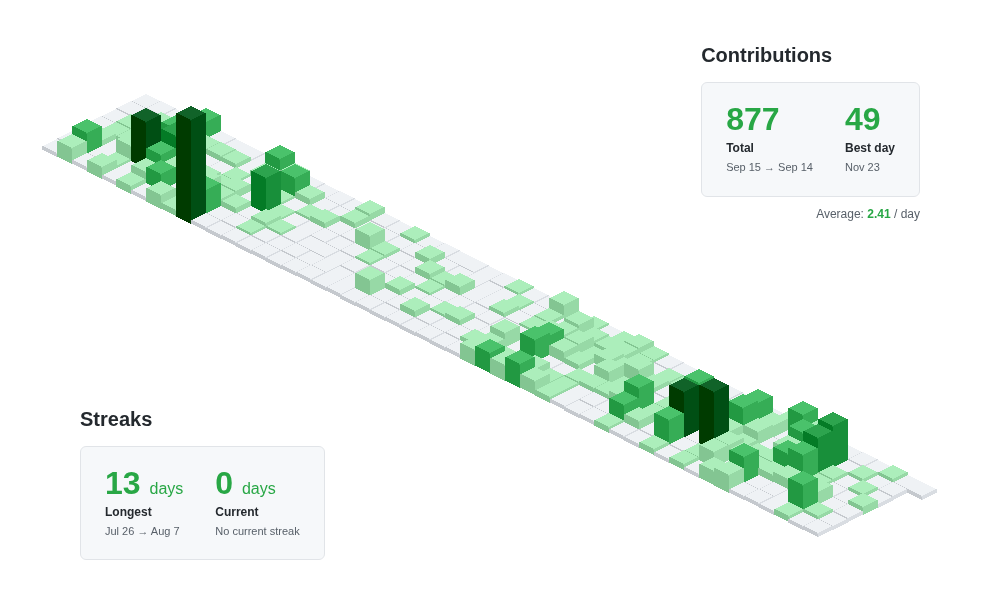 Contributions
877 49
Total Best day
Sep 15 → Sep 14 Nov 23
Average: 2.41 / day
Streaks
13 days 0 days
Longest Current
Jul 26 → Aug 7 No current streak